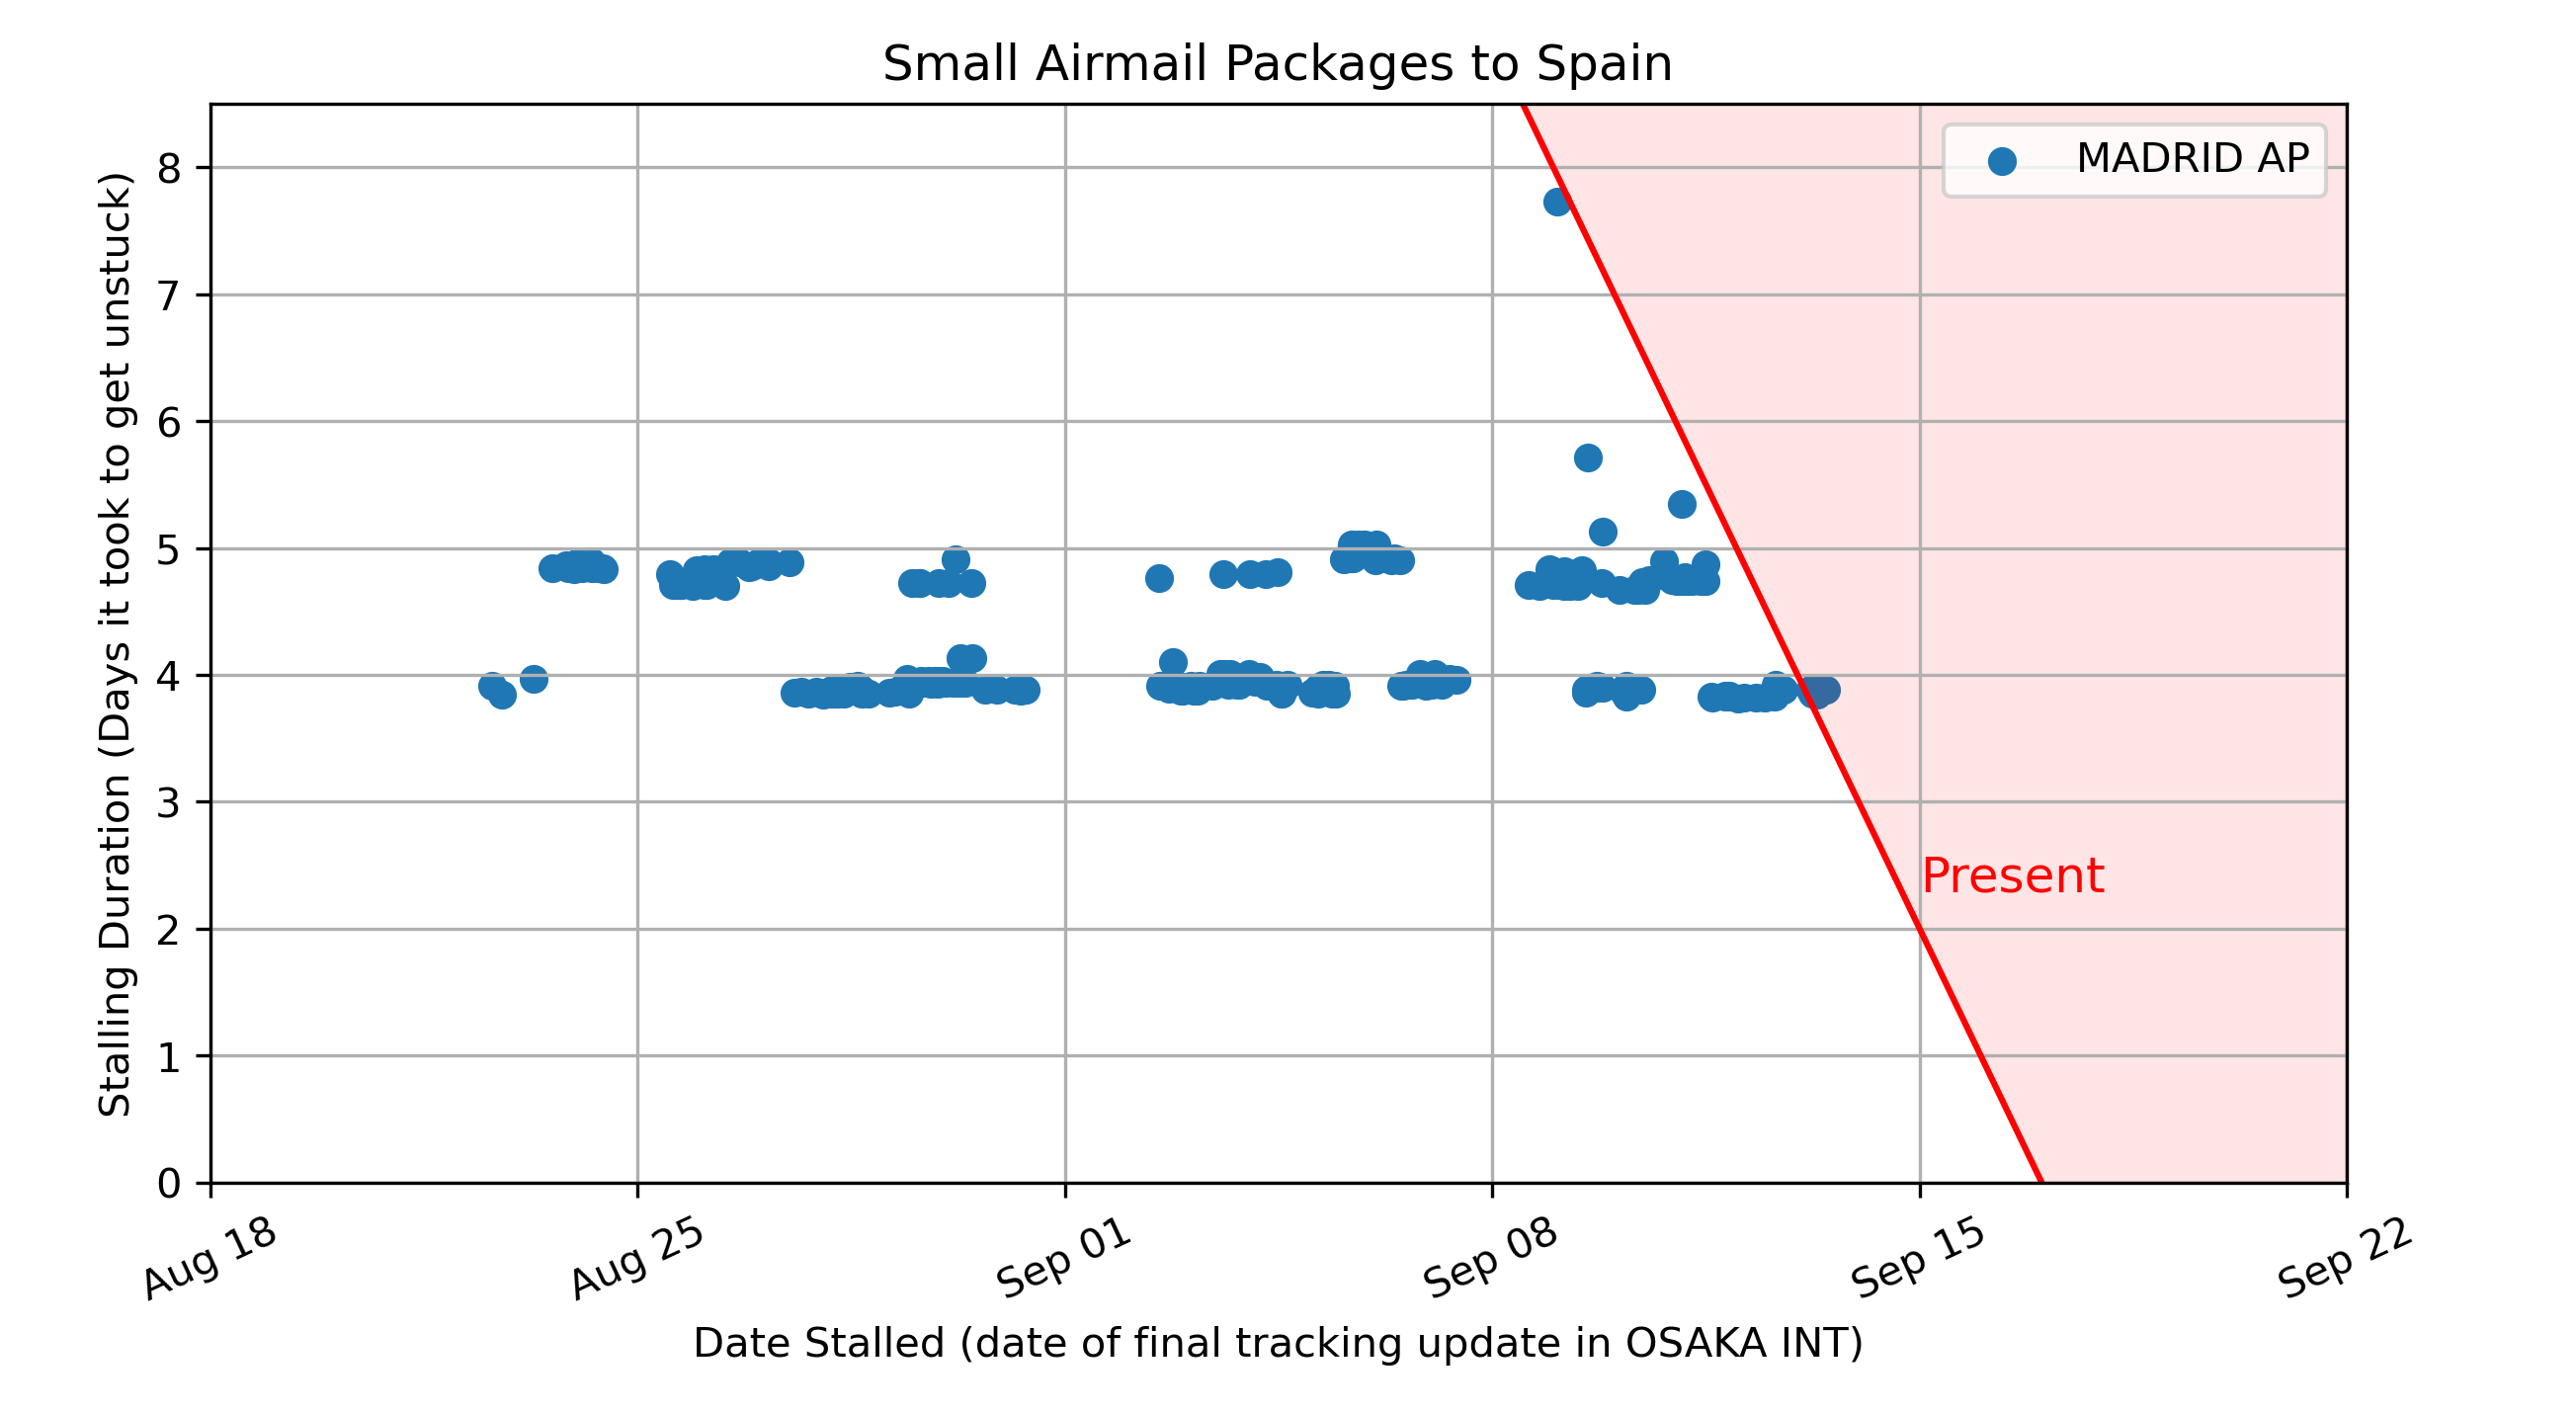 Small Airmail Packages to Spain
MADRID AP
Stalling Duration (Days it took to get unstuck)
8
7
6
5
4
3
2
1
0
Present
Aug 18
Aug 25
Sep 01
Sep 08
Sep 15
Sep 22
Date Stalled (date of final tracking update in OSAKA INT)